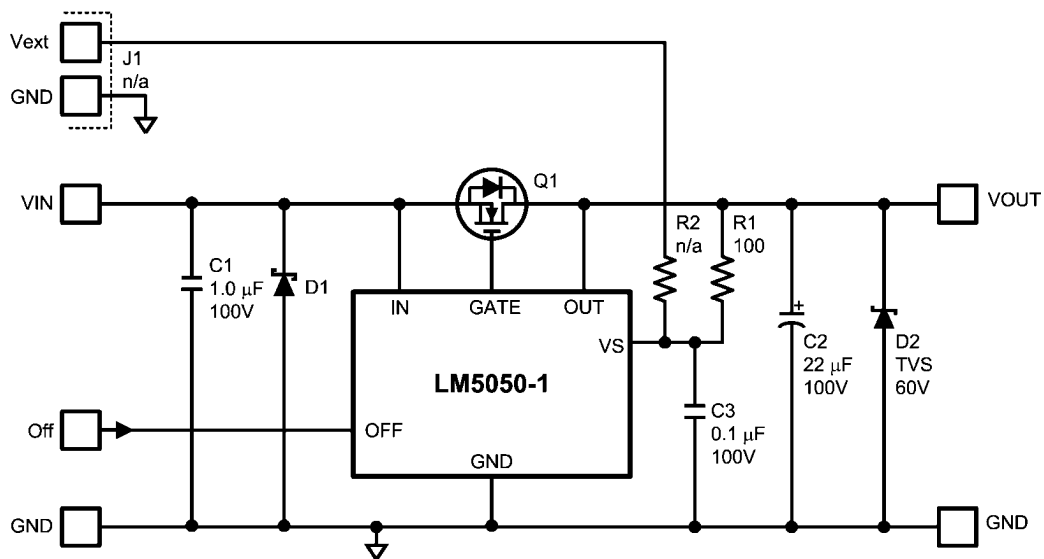 Vext
J1
n/a
GND
VIN
Q1
VOUT
R2
n/a
R1
100
C1
1.0 μF
100V
D1
IN
GATE
OUT
VS
LM5050-1
C2
22 μF
100V
+
D2
TVS
60V
Off
OFF
C3
0.1 μF
100V
GND
GND
GND